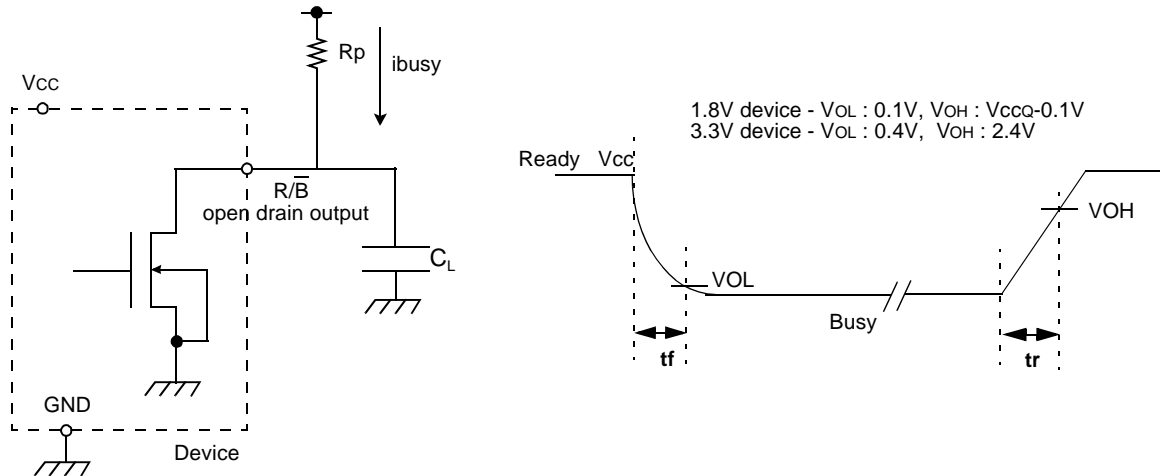 Rp
ibusy
VCC
R/B̅
open drain output
CL
GND
Device
1.8V device - VOL : 0.1V, VOH : VCCQ-0.1V
3.3V device - VOL : 0.4V, VOH : 2.4V
Ready Vcc
VOH
VOL
Busy
tf
tr